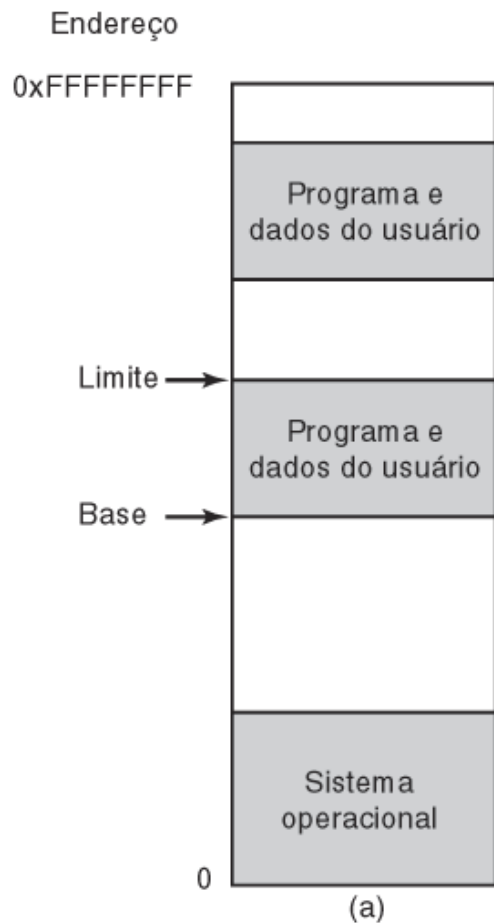 Endereço
0xFFFFFFFF
Programa e
dados do usuário
Limite
Programa e
dados do usuário
Base
Sistema
operacional
0
(a)